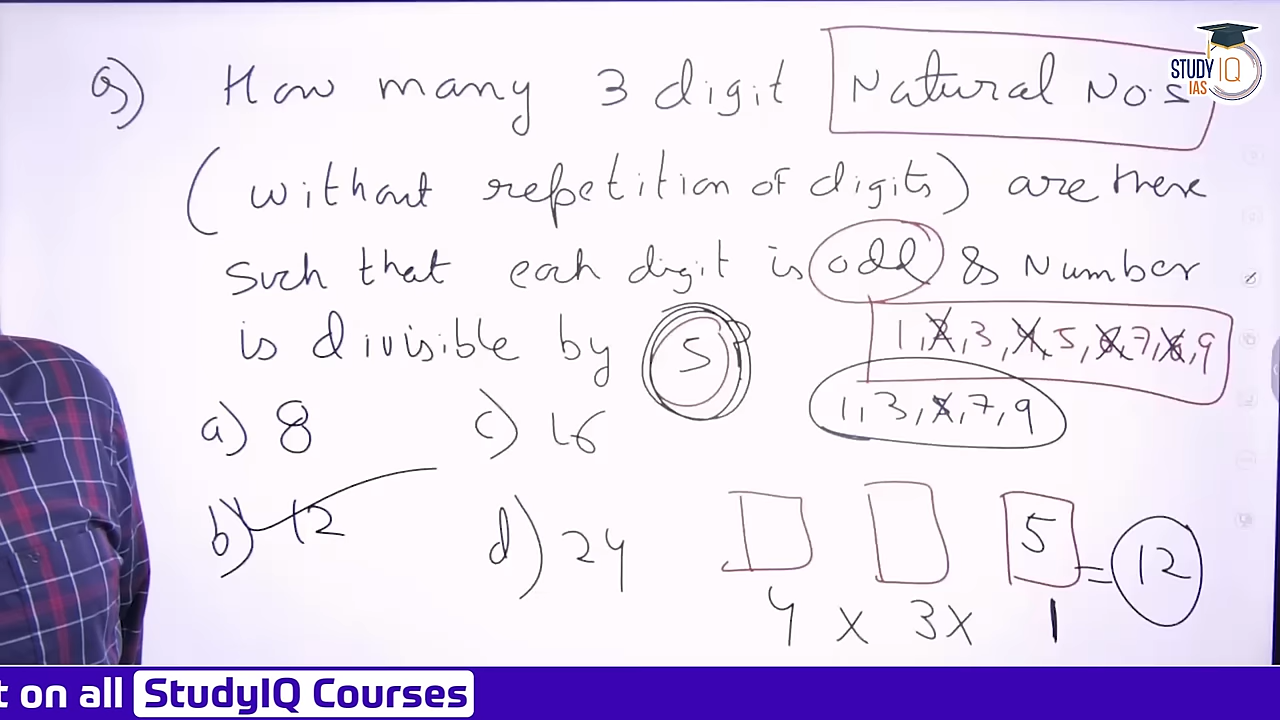 Q) How many 3 digit Natural No.s
(without repetition of digits) are there
such that each digit is odd & Number
is divisible by 5
1, 2, 3, 4, 5, 6, 7, 8, 9
1, 3, 5, 7, 9
a) 8 c) 16
b) 12 d) 24
5 = 12
4 x 3 x 1
STUDY IQ
IAS
t on all StudyIQ Courses